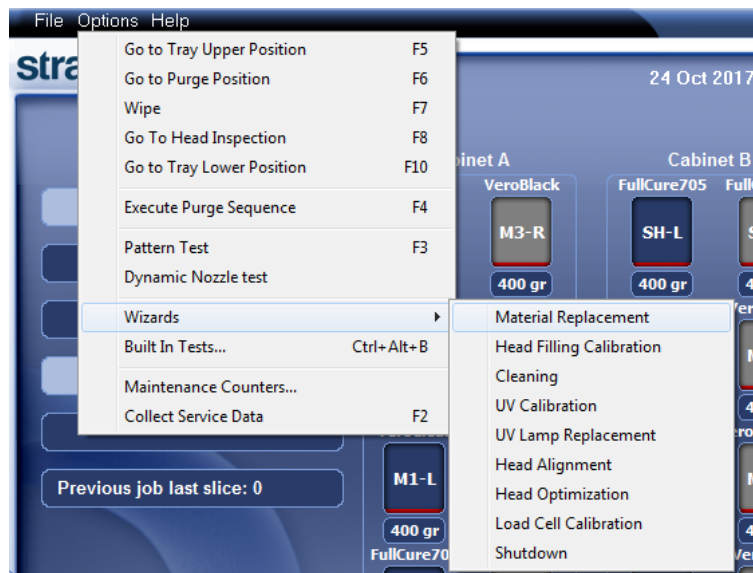 File Options Help
stra
24 Oct 2017
Go to Tray Upper Position F5
Go to Purge Position F6
Wipe F7
Go To Head Inspection F8
Go to Tray Lower Position F10
Execute Purge Sequence F4
Pattern Test F3
Dynamic Nozzle test
Wizards
Built In Tests... Ctrl+Alt+B
Maintenance Counters...
Collect Service Data F2
Material Replacement
Head Filling Calibration
Cleaning
UV Calibration
UV Lamp Replacement
Head Alignment
Head Optimization
Load Cell Calibration
Shutdown
binet A
Cabinet B
VeroBlack
FullCure705
M3-R
SH-L
400 gr
400 gr
Previous job last slice: 0
M1-L
400 gr
FullCure70